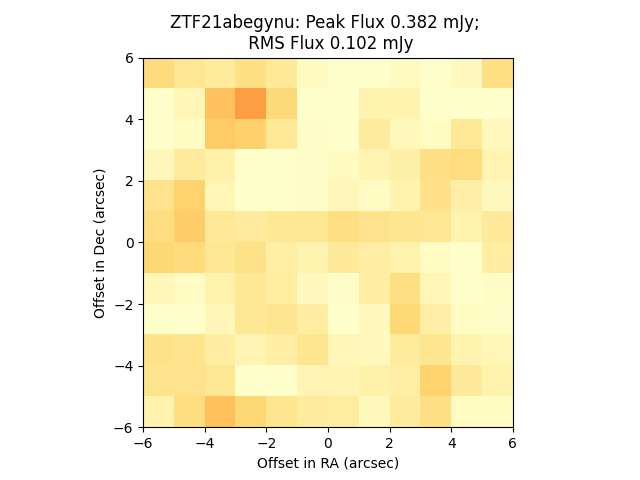 ZTF21abegynu: Peak Flux 0.382 mJy;
RMS Flux 0.102 mJy
6
4
2
0
−2
−4
−6
Offset in Dec (arcsec)
−6 −4 −2 0 2 4 6
Offset in RA (arcsec)